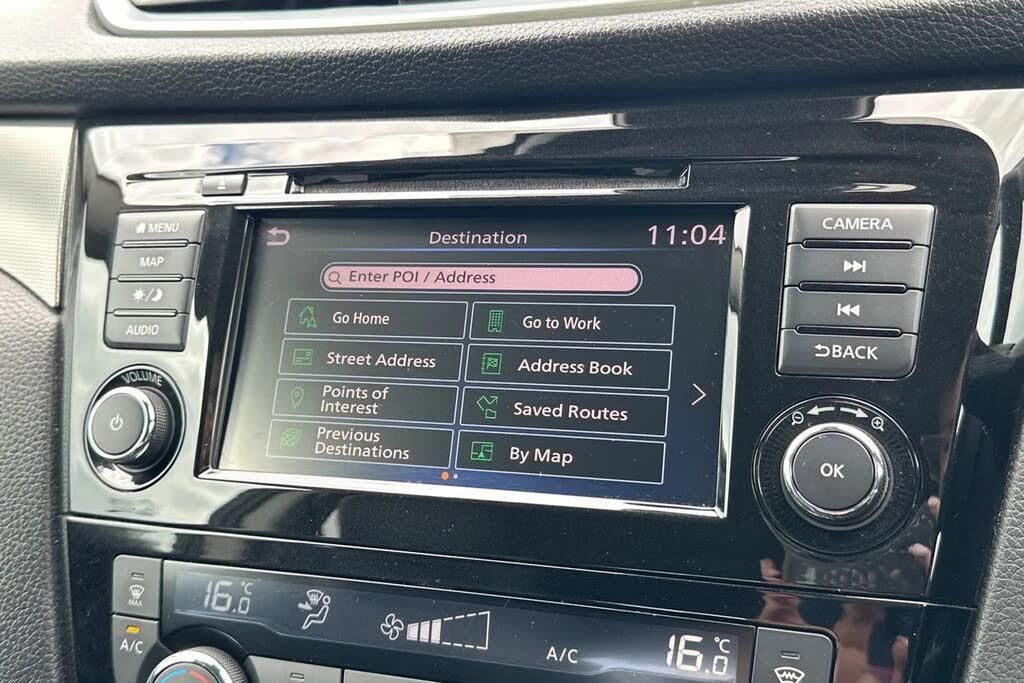 MENU
MAP
AUDIO
VOLUME
Destination
11:04
Enter POI / Address
Go Home
Go to Work
Street Address
Address Book
Points of
Interest
Saved Routes
Previous
Destinations
By Map
CAMERA
BACK
OK
MAX
A/C
16.0 °C
A/C
16.0 °C